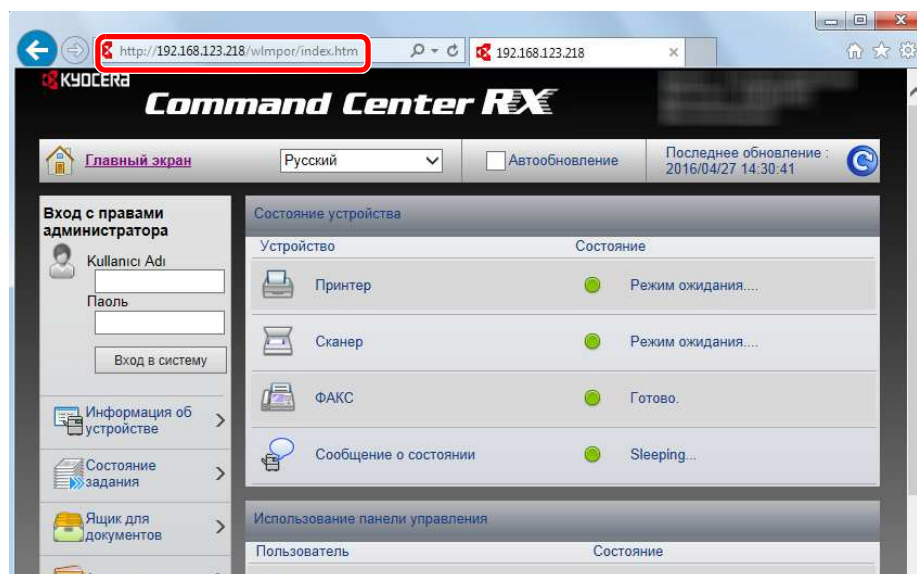 http://192.168.123.218/wlmpor/index.htm
192.168.123.218
KYOCERA
Command Center RX
Главный экран
Русский
Автообновление
Последнее обновление :
2016/04/27 14:30:41
Вход с правами
администратора
Kullanıcı Adı
Паоль
Вход в систему
Информация об
устройстве
Состояние
задания
Ящик для
документов
Состояние устройства
Устройство Состояние
Принтер Режим ожидания....
Сканер Режим ожидания....
ФАКС Готово.
Сообщение о состоянии Sleeping...
Использование панели управления
Пользователь Состояние